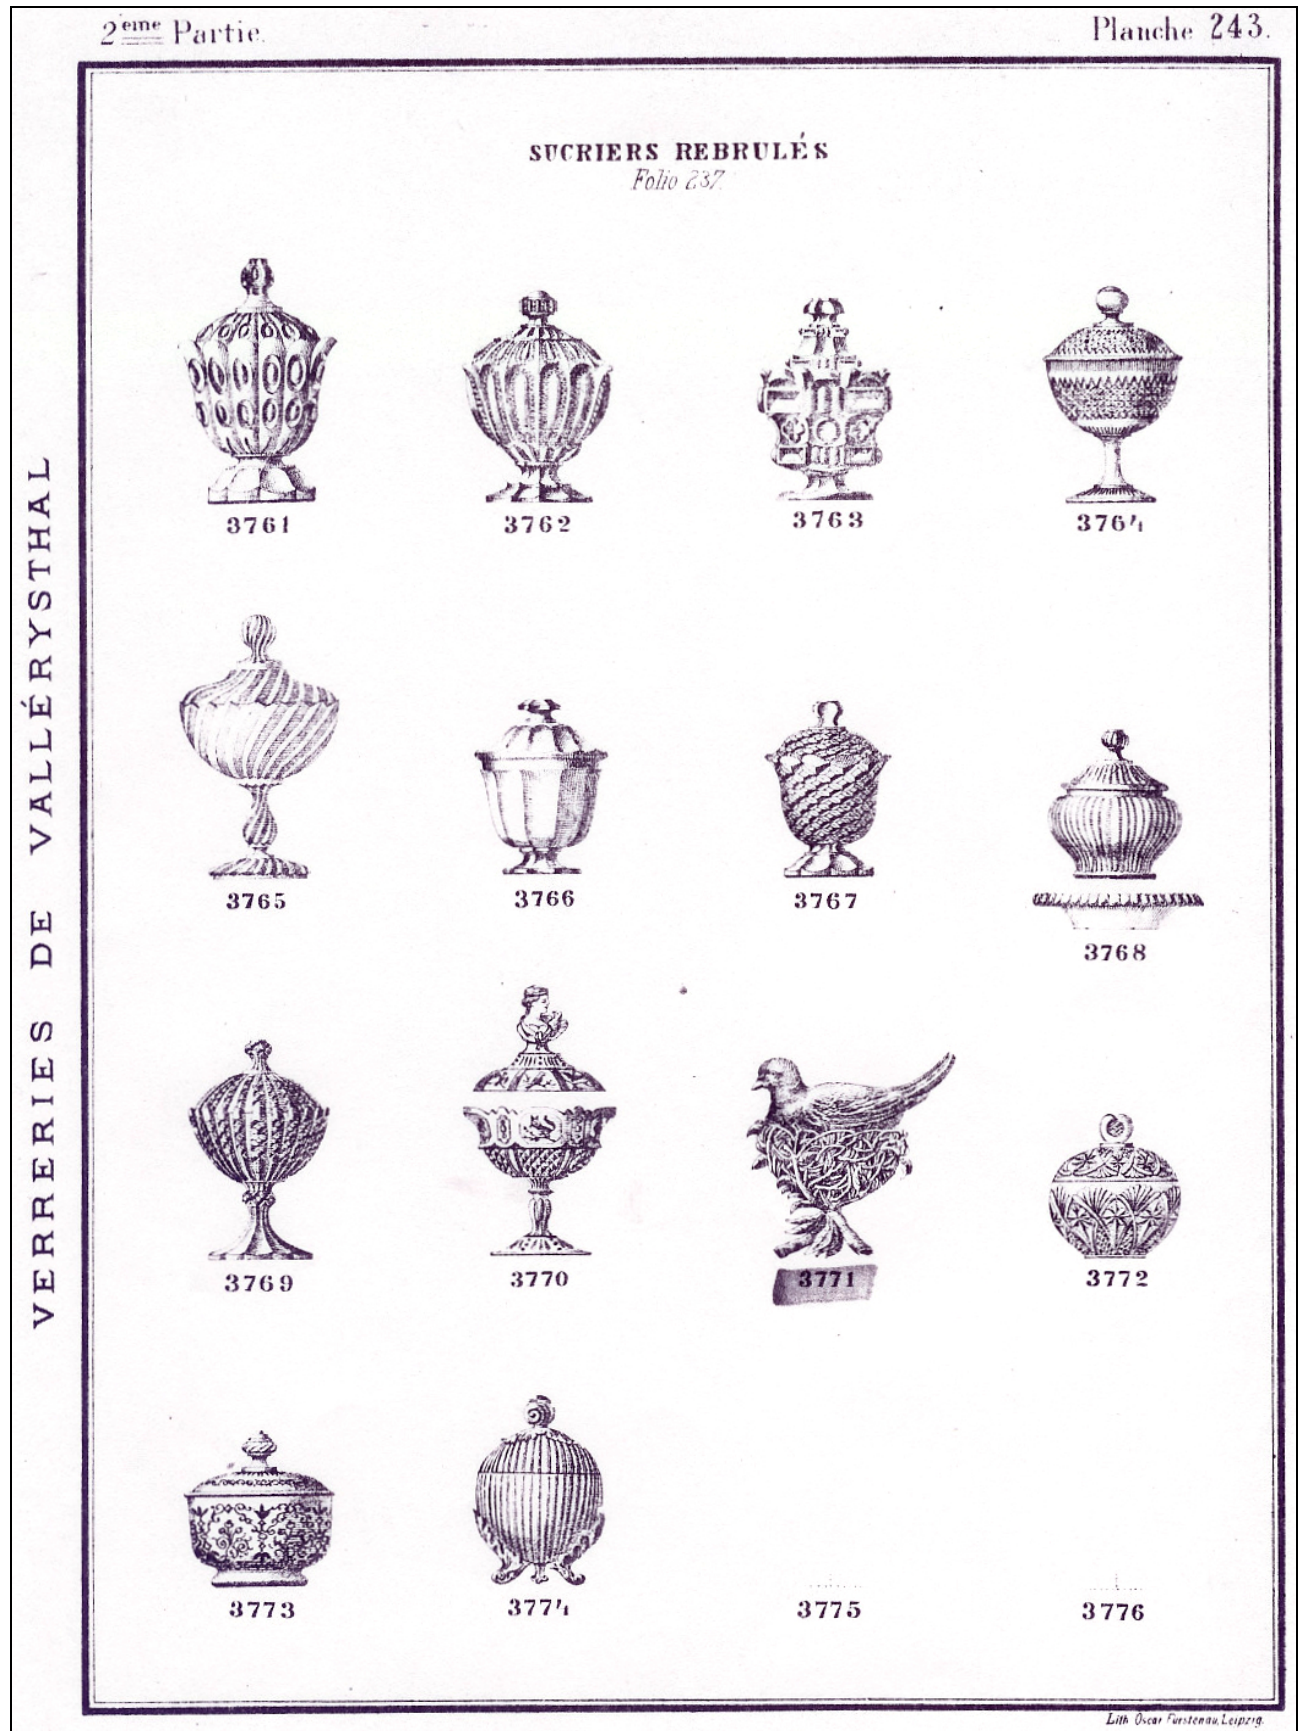 2eme Partie.
Planche 243.
SUCRIERS REBRULÉS
Folio 237.
VERRERIES DE VALLÉRYSTHAL
3761 3762 3763 3764
3765 3766 3767 3768
3769 3770 3771 3772
3773 3774 3775 3776
Lith Oscar Fürstenau, Leipzig.